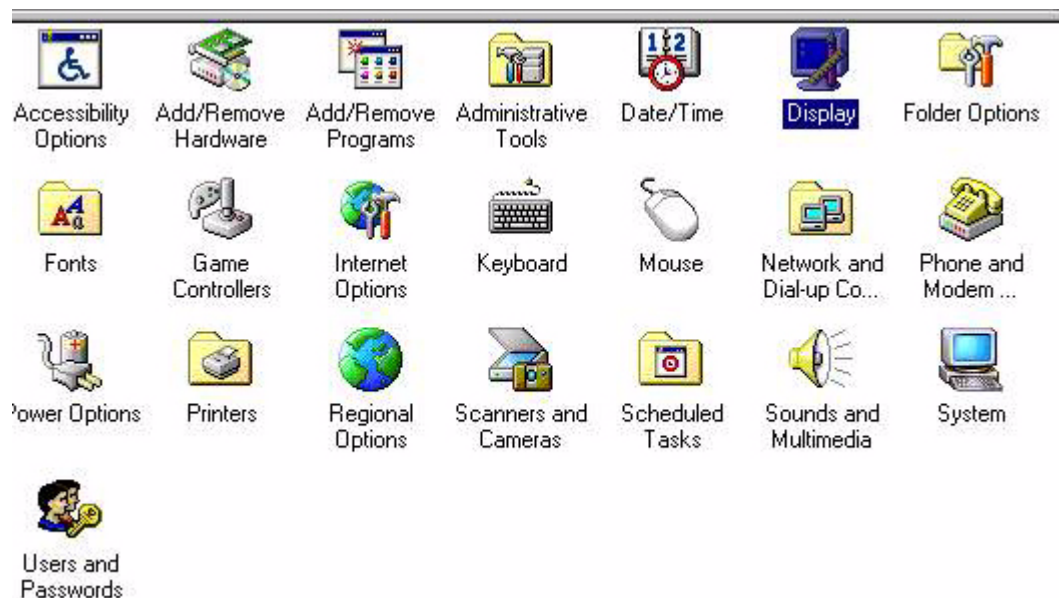 Accessibility Options
Add/Remove Hardware
Add/Remove Programs
Administrative Tools
Date/Time
Display
Folder Options
Fonts
Game Controllers
Internet Options
Keyboard
Mouse
Network and Dial-up Co...
Phone and Modem ...
Power Options
Printers
Regional Options
Scanners and Cameras
Scheduled Tasks
Sounds and Multimedia
System
Users and Passwords